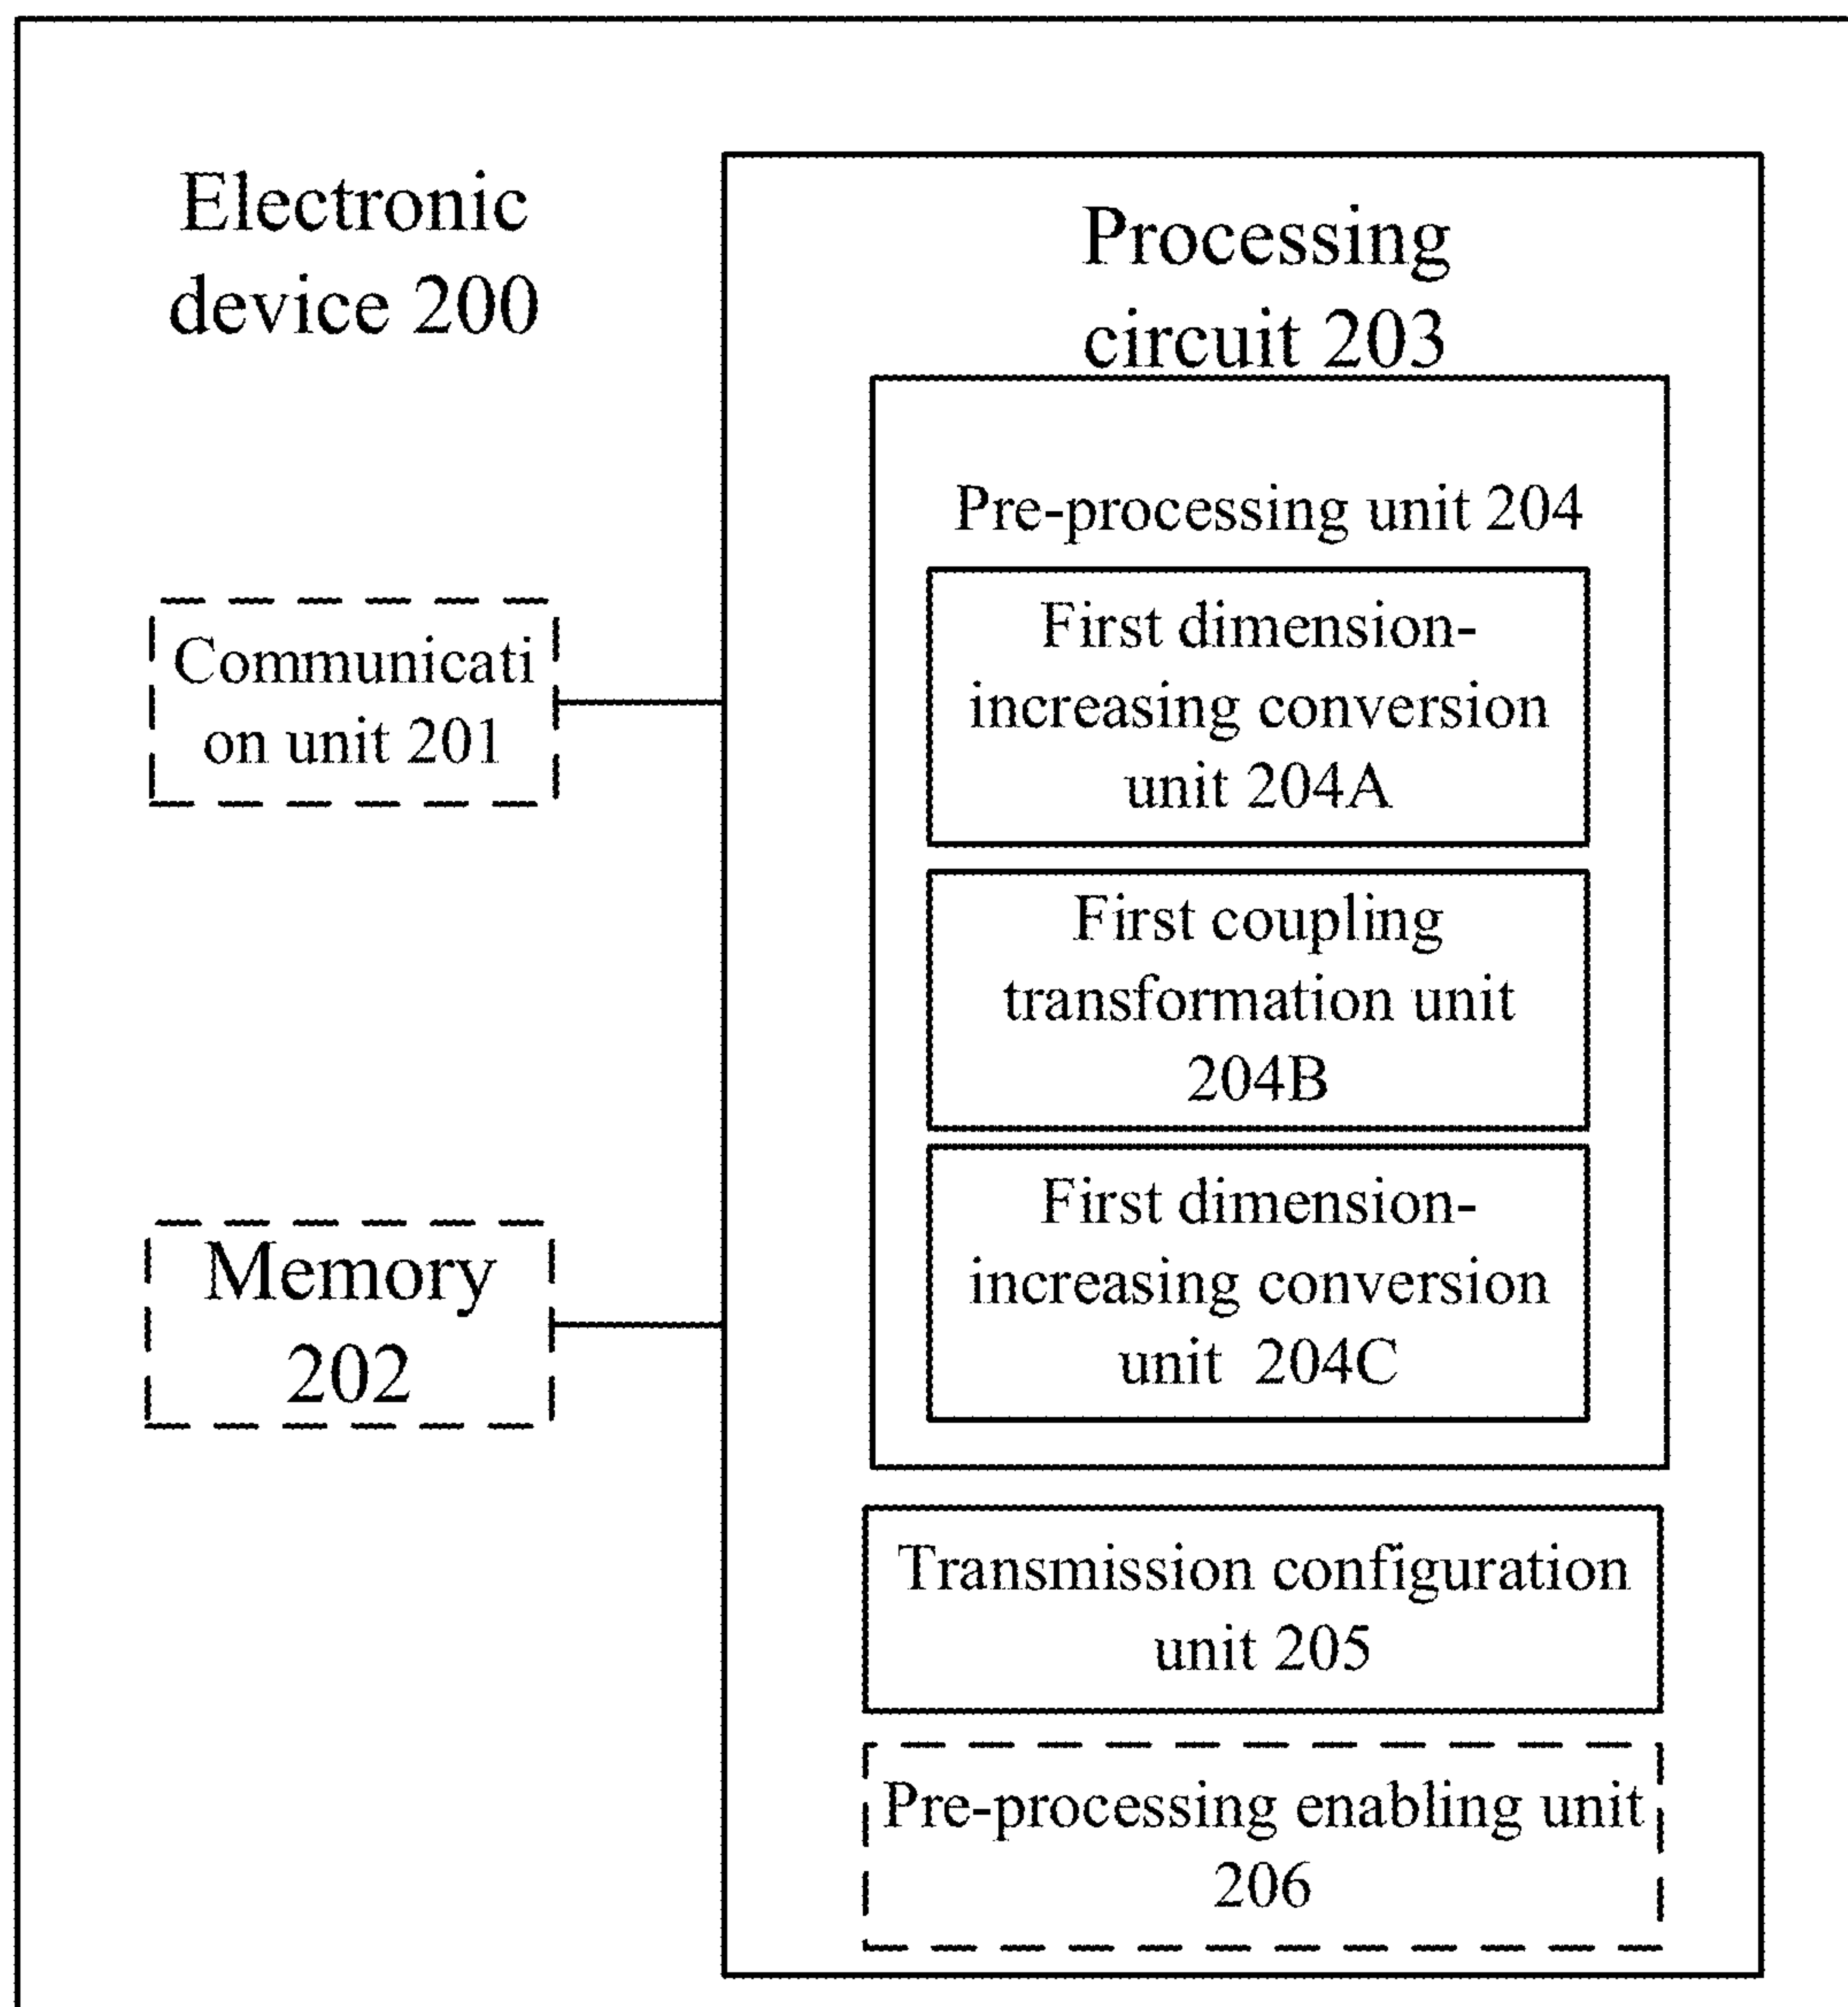 Electronic
device 200
Processing
circuit 203
Pre-processing unit 204
First dimension-
increasing conversion
unit 204A
Communicati
on unit 201
First coupling
transformation unit
204B
First dimension-
increasing conversion
unit 204C
Memory
202
Transmission configuration
unit 205
Pre-processing enabling unit
206